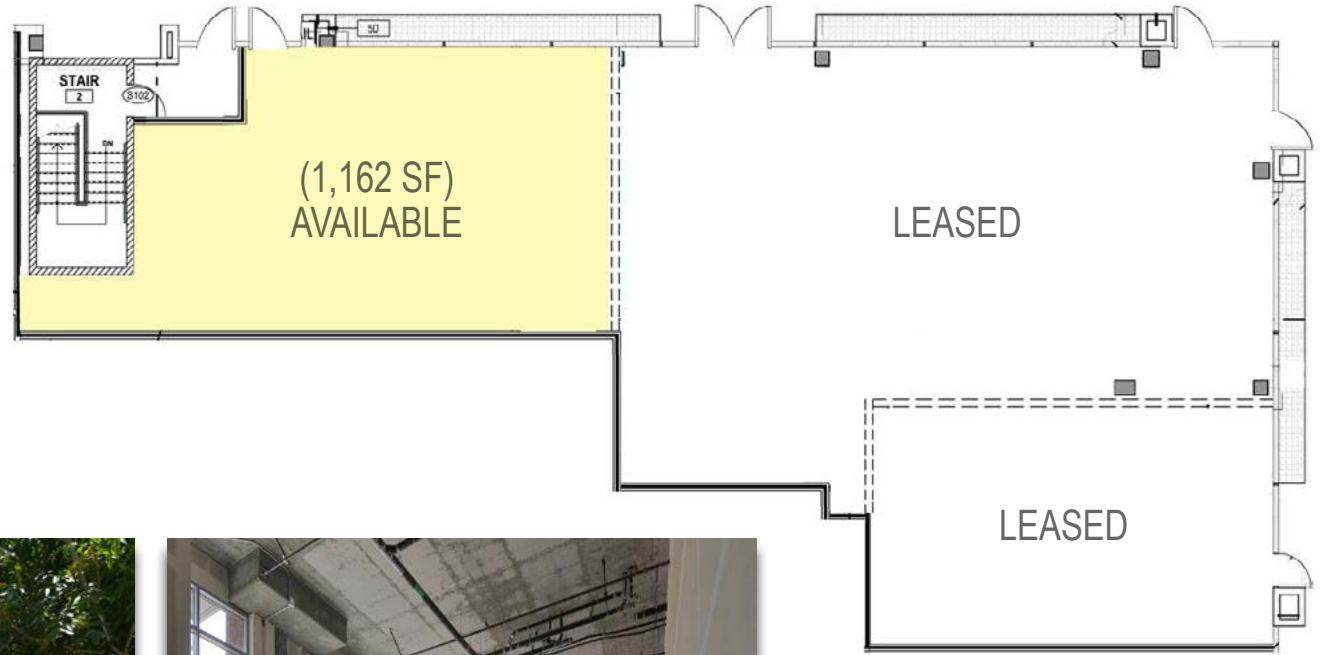 5D
STAIR
2
S102
DN
(1,162 SF)
AVAILABLE
LEASED
LEASED